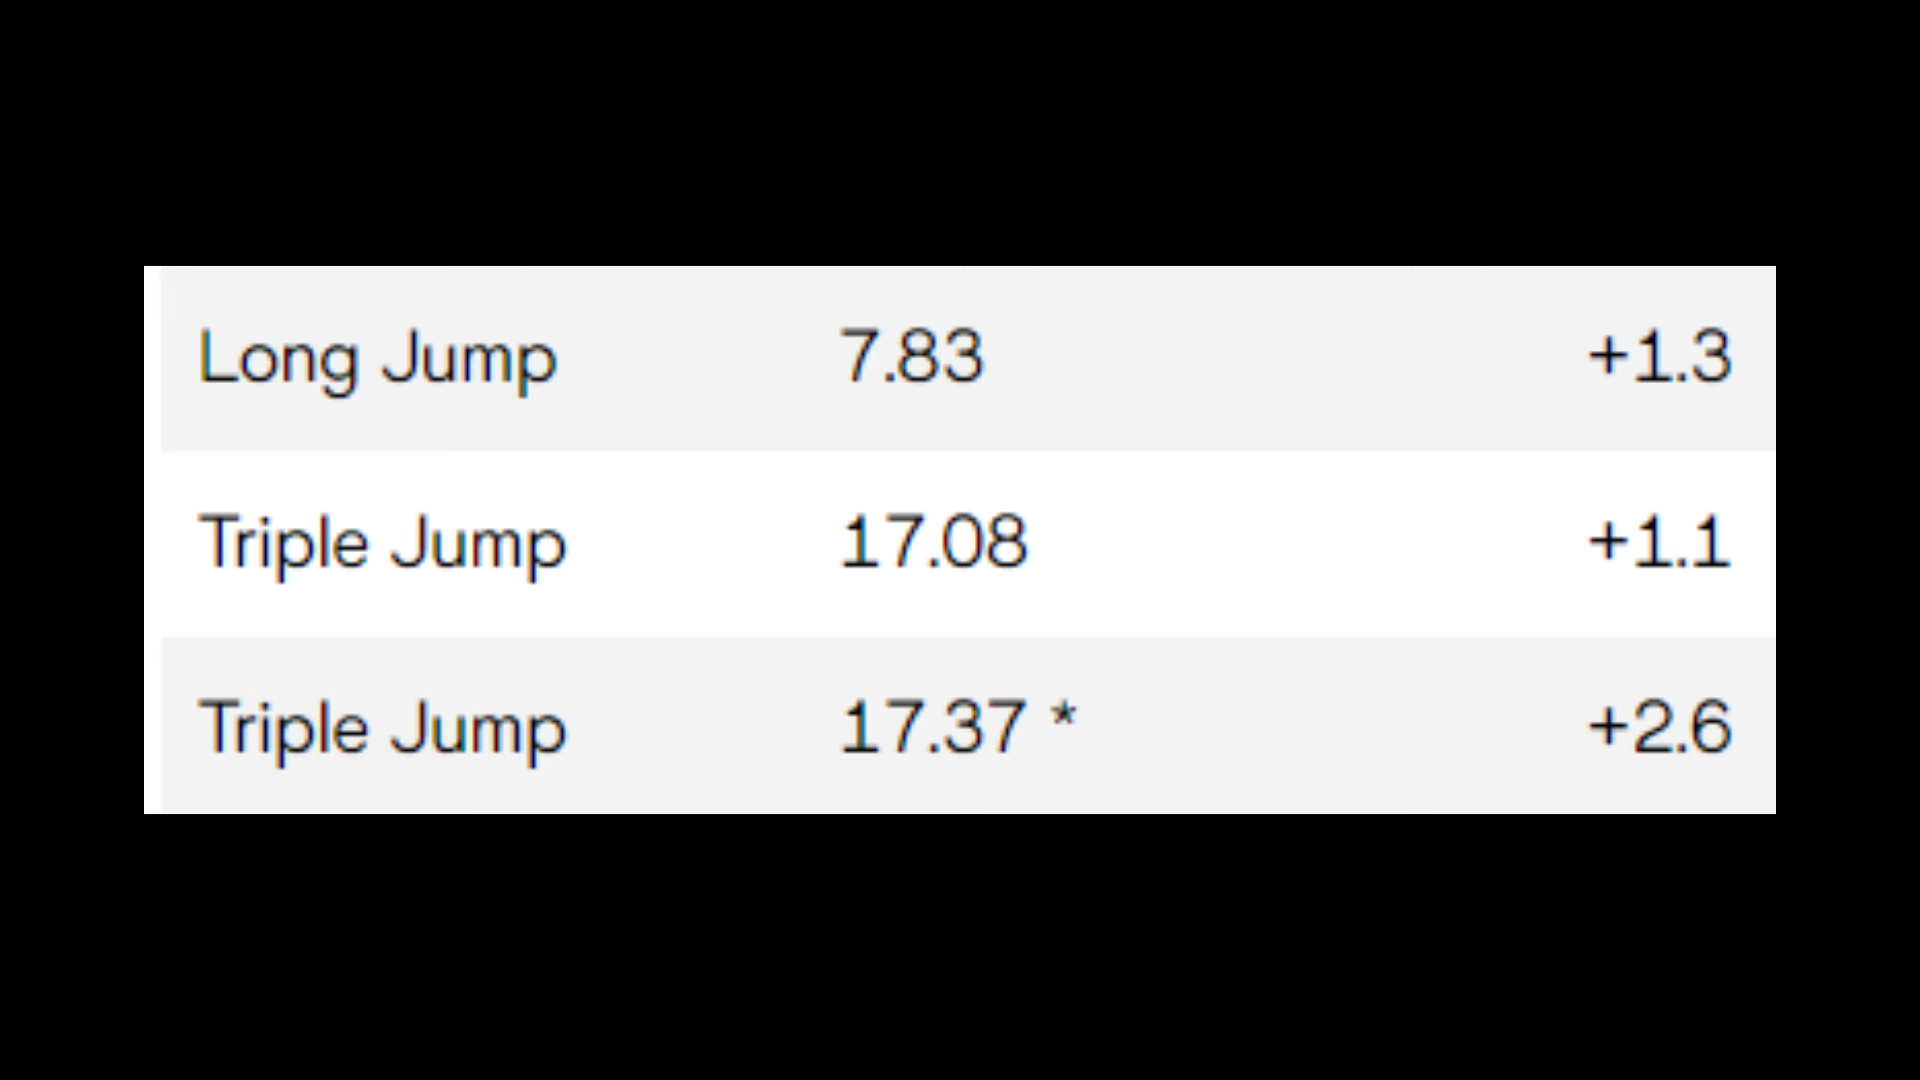 Long Jump 7.83 +1.3
Triple Jump 17.08 +1.1
Triple Jump 17.37 * +2.6